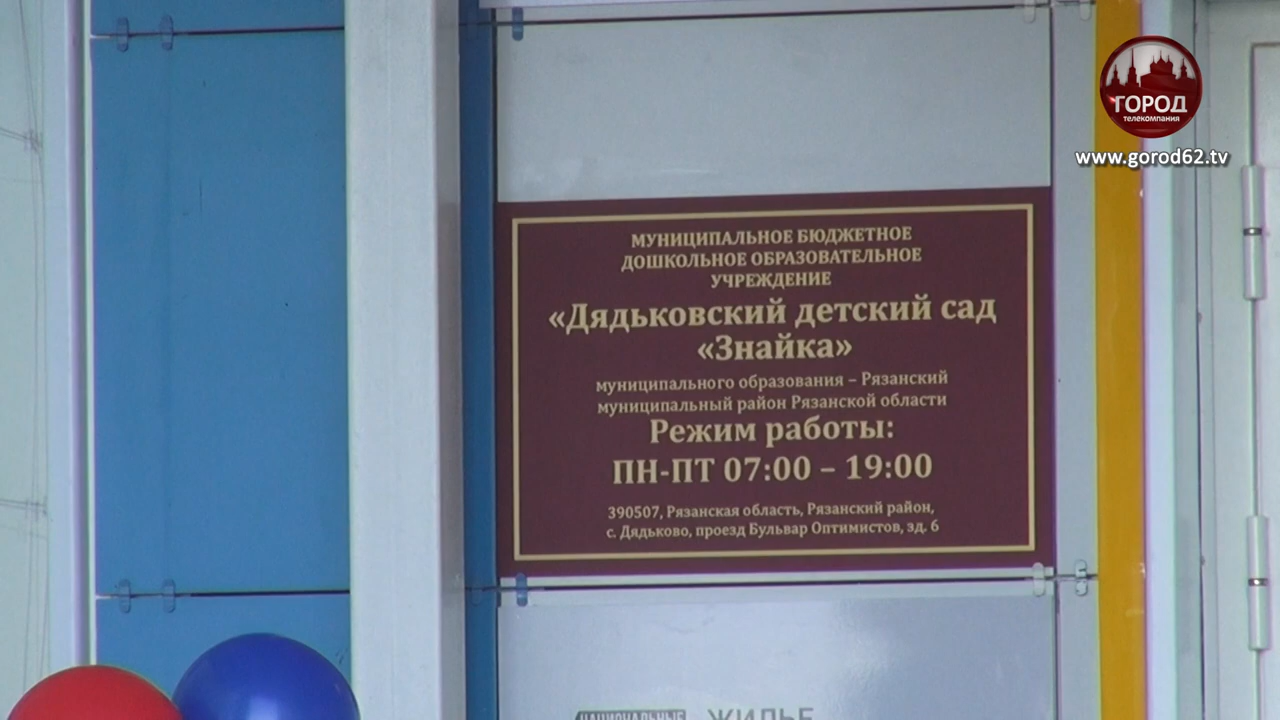 ГОРОД
телекомпания
www.gorod62.tv
МУНИЦИПАЛЬНОЕ БЮДЖЕТНОЕ
ДОШКОЛЬНОЕ ОБРАЗОВАТЕЛЬНОЕ
УЧРЕЖДЕНИЕ
«Дядьковский детский сад
«Знайка»
муниципального образования – Рязанский
муниципальный район Рязанской области
Режим работы:
ПН-ПТ 07:00 – 19:00
390507, Рязанская область, Рязанский район,
с. Дядьково, проезд Бульвар Оптимистов, зд. 6
НАЦИОНАЛЬНЫЕ ЖИЛЬЕ